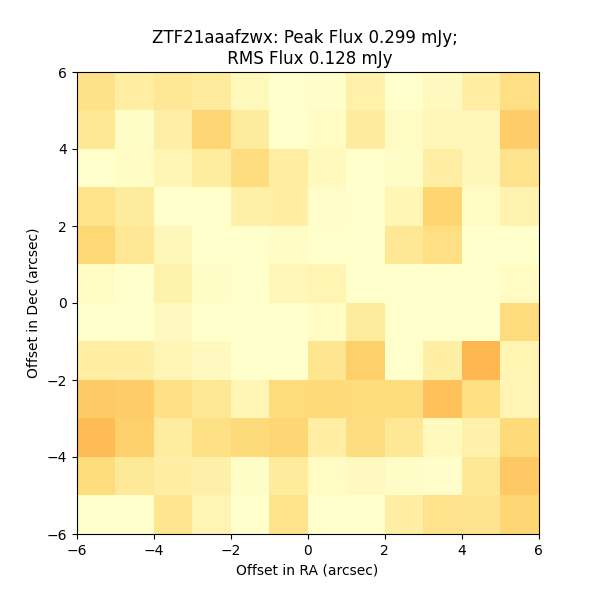 ZTF21aaafzwx: Peak Flux 0.299 mJy;
RMS Flux 0.128 mJy
6
4
2
0
−2
−4
−6
Offset in Dec (arcsec)
−6 −4 −2 0 2 4 6
Offset in RA (arcsec)